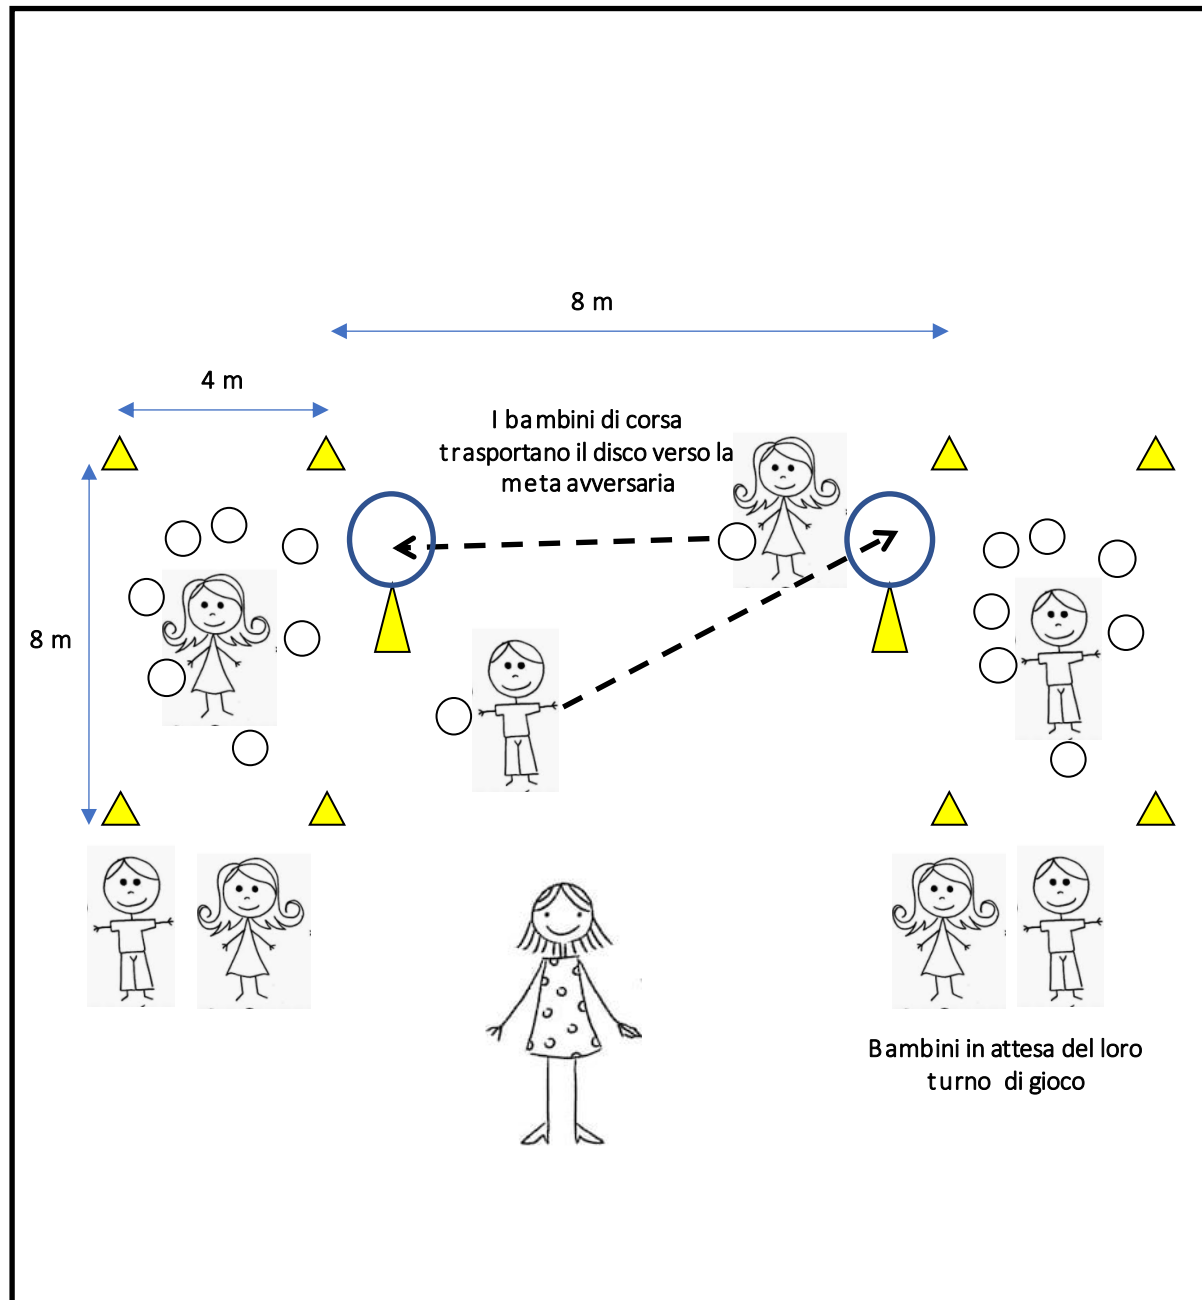 8 m
4 m
I bambini di corsa
trasportano il disco verso la
meta avversaria
8 m
Bambini in attesa del loro
turno di gioco